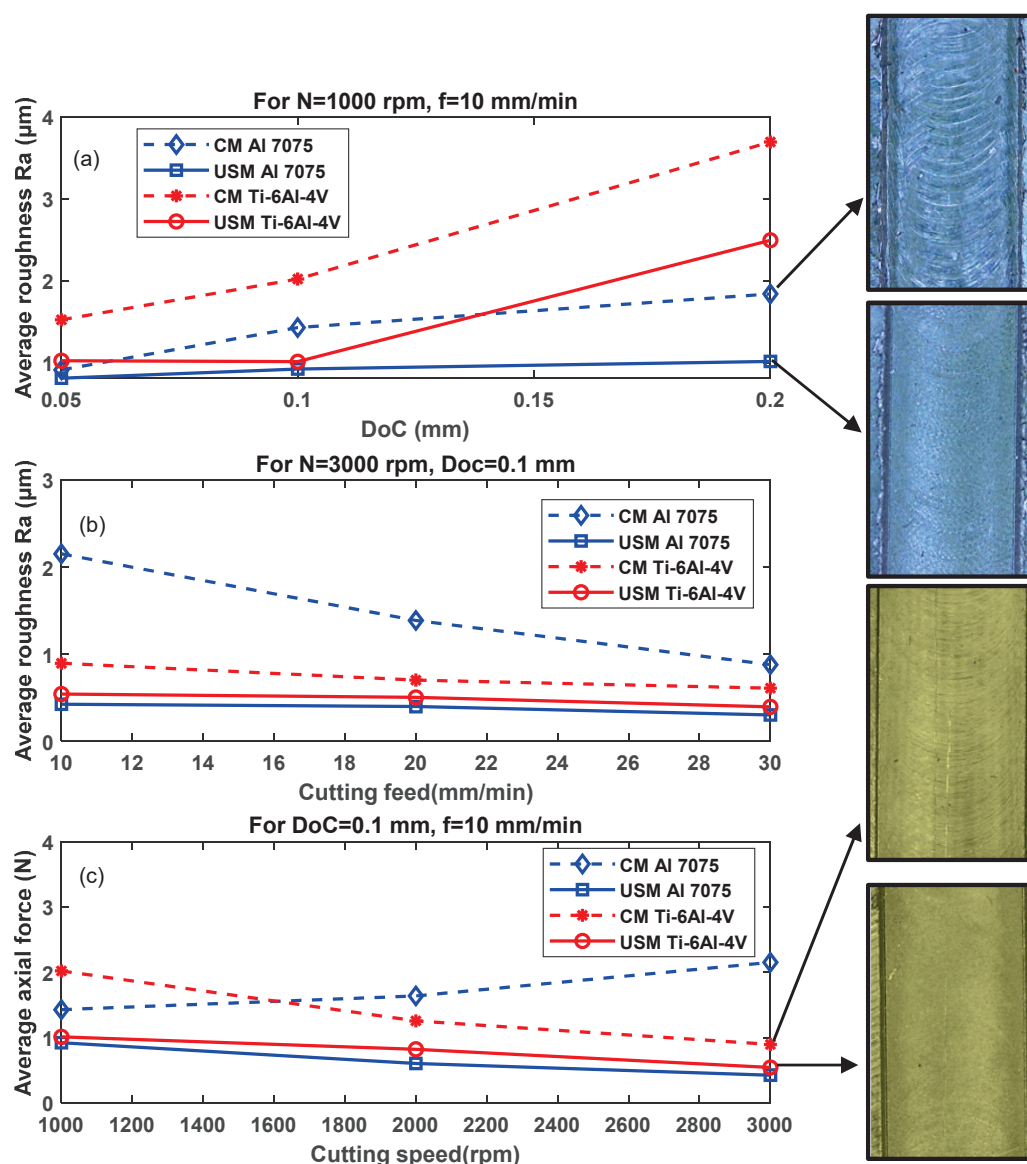 For N=1000 rpm, f=10 mm/min
Average roughness Ra (μm)
4
3
2
1
(a)
CM Al 7075
USM Al 7075
CM Ti-6Al-4V
USM Ti-6Al-4V
0.05 0.1 0.15 0.2
DoC (mm)
For N=3000 rpm, Doc=0.1 mm
Average roughness Ra (μm)
3
2
1
0
(b)
CM Al 7075
USM Al 7075
CM Ti-6Al-4V
USM Ti-6Al-4V
10 12 14 16 18 20 22 24 26 28 30
Cutting feed(mm/min)
For DoC=0.1 mm, f=10 mm/min
Average axial force (N)
4
3
2
1
0
(c)
CM Al 7075
USM Al 7075
CM Ti-6Al-4V
USM Ti-6Al-4V
1000 1200 1400 1600 1800 2000 2200 2400 2600 2800 3000
Cutting speed(rpm)